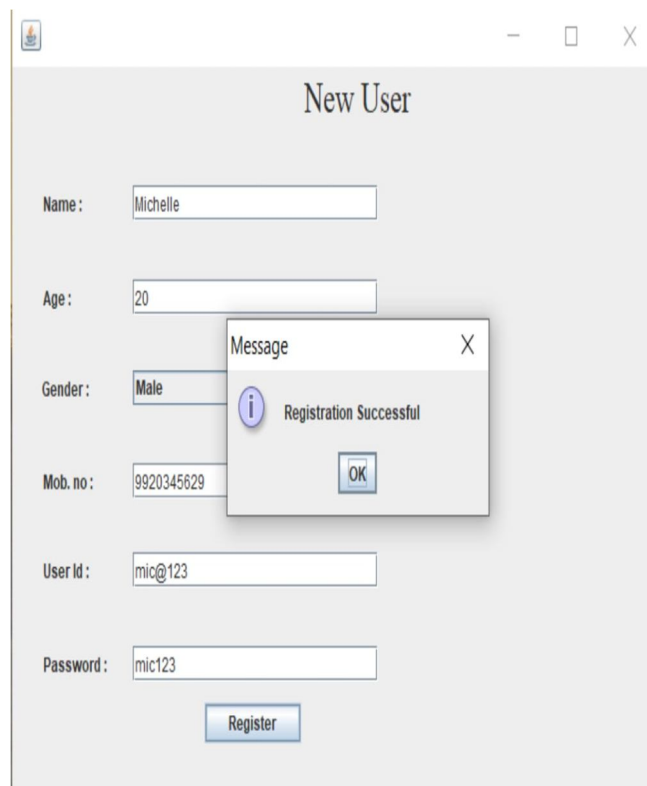 New User
Name :
Michelle
Age :
20
Message
Gender :
Male
Registration Successful
OK
Mob. no :
9920345629
User Id :
mic@123
Password :
mic123
Register